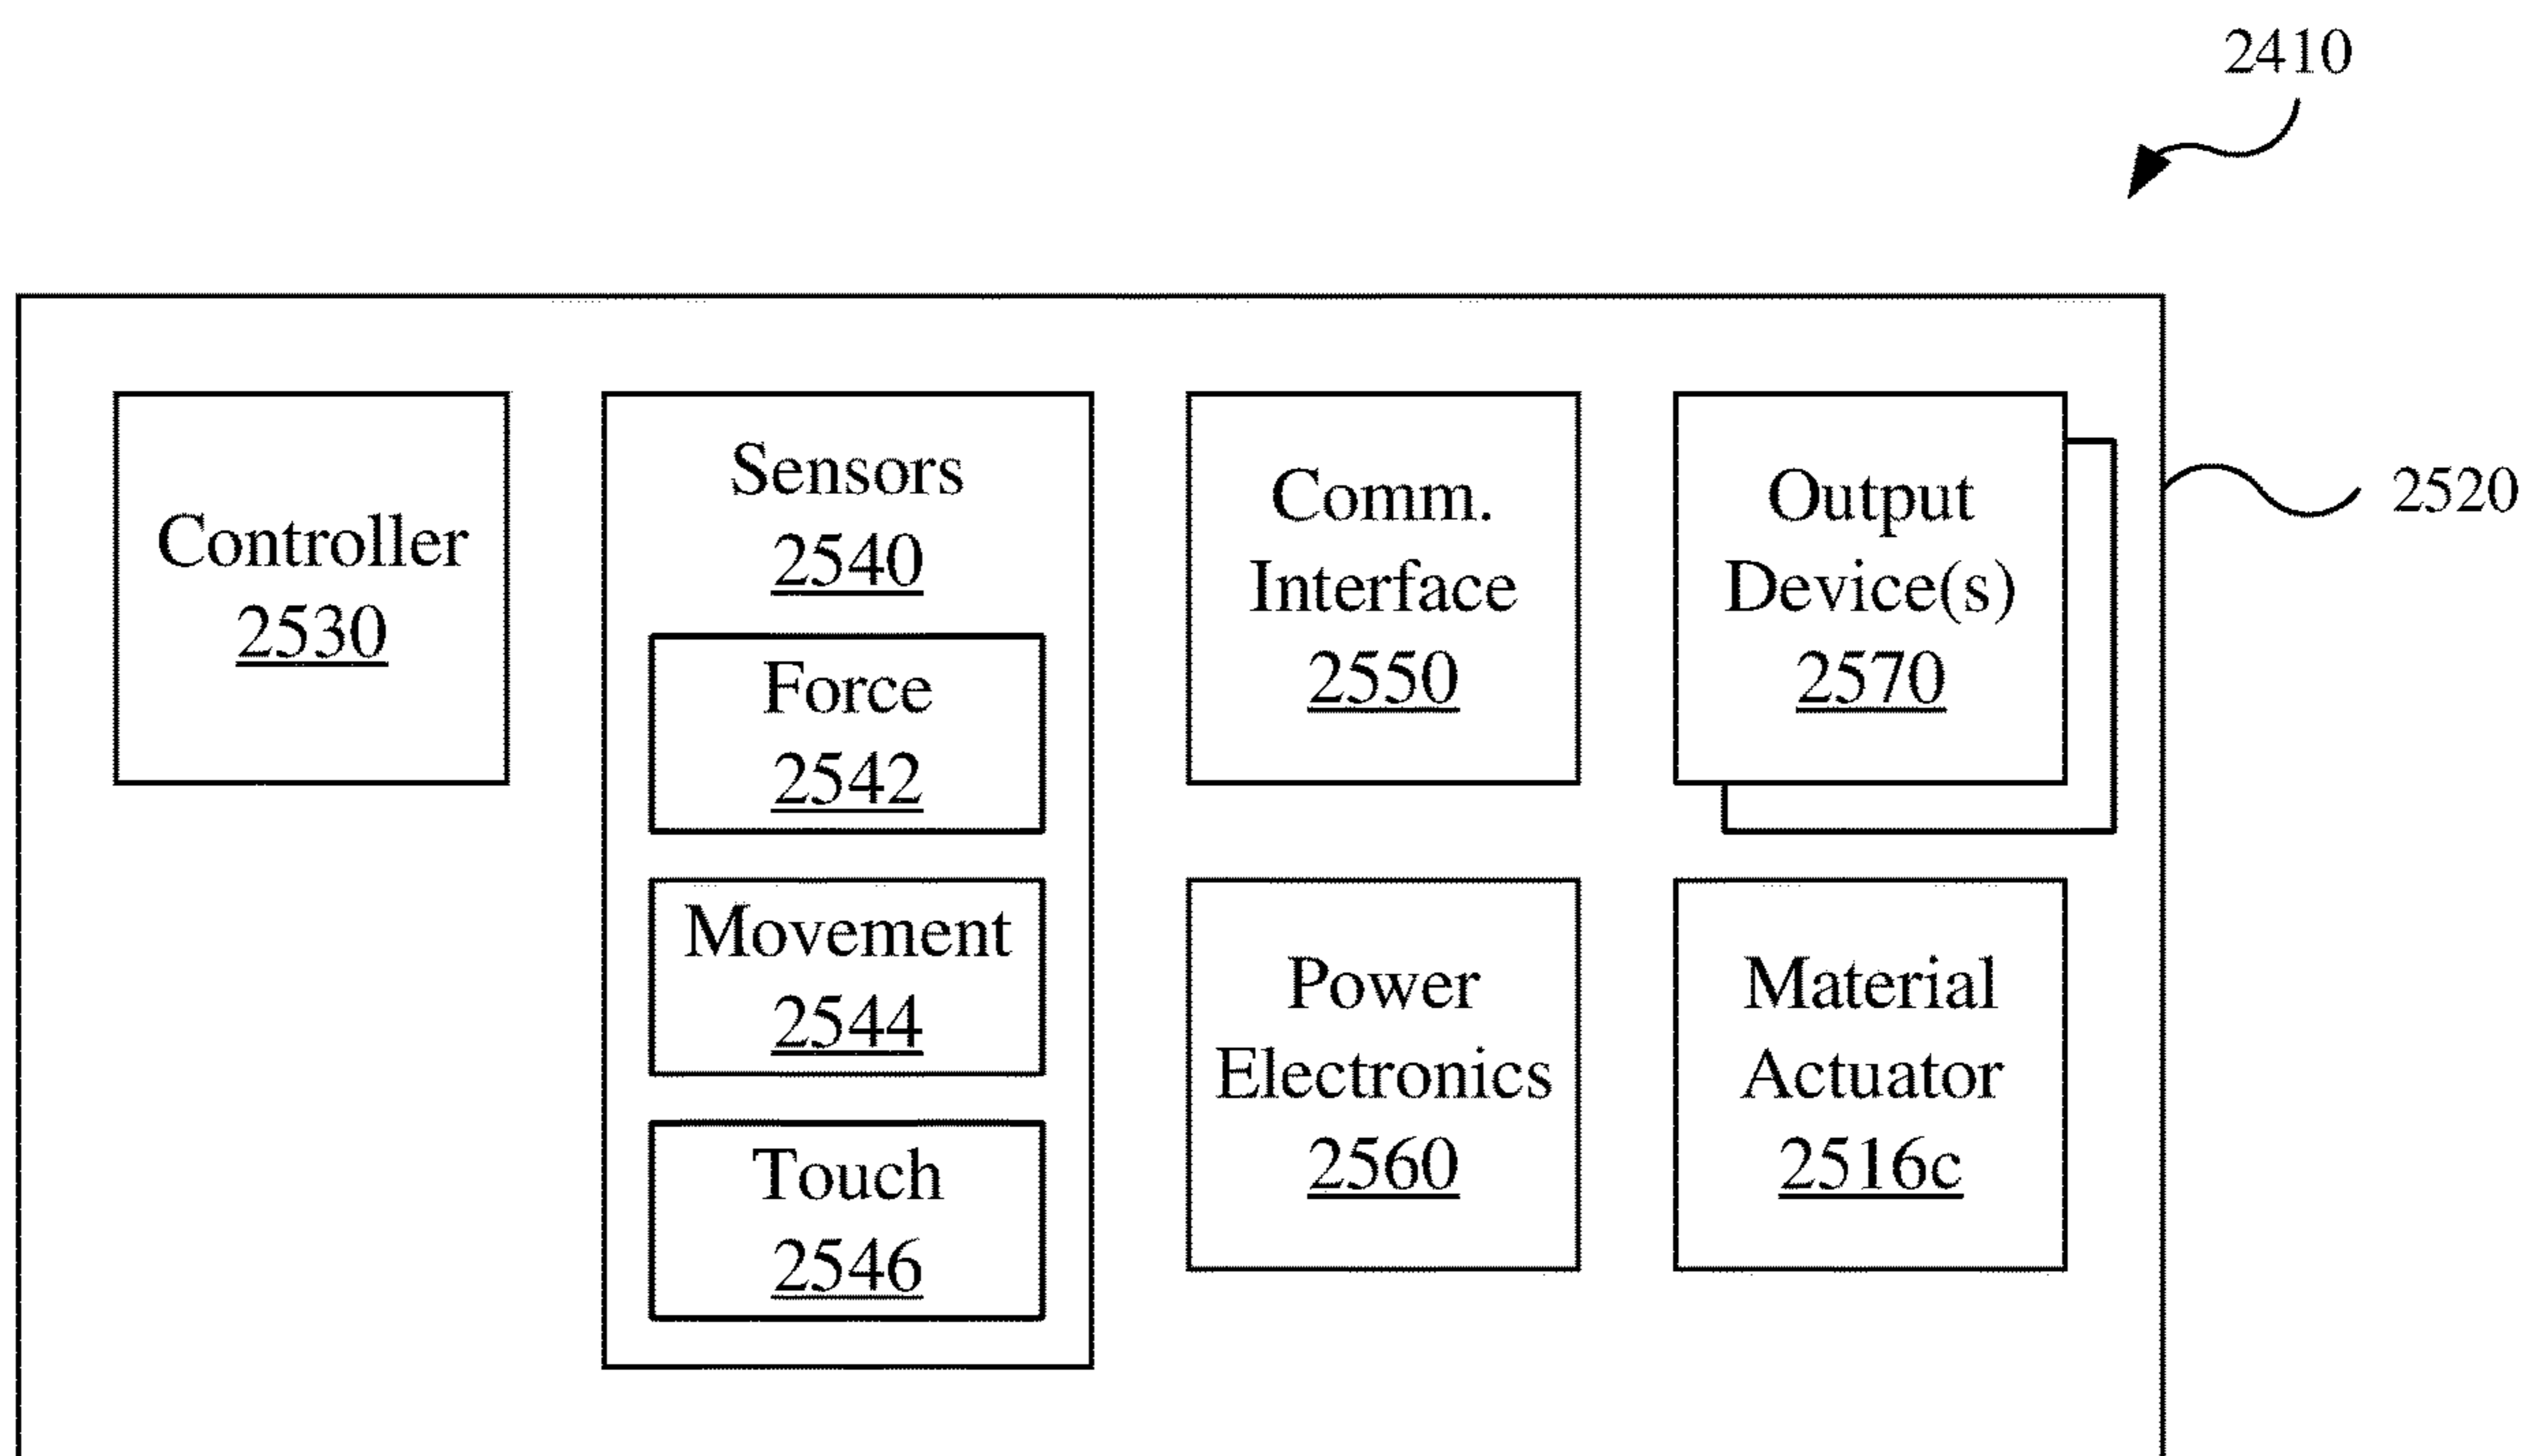 2410
Controller
2530
Sensors
2540
Force
2542
Movement
2544
Touch
2546
Comm.
Interface
2550
Power
Electronics
2560
Output
Device(s)
2570
Material
Actuator
2516c
2520